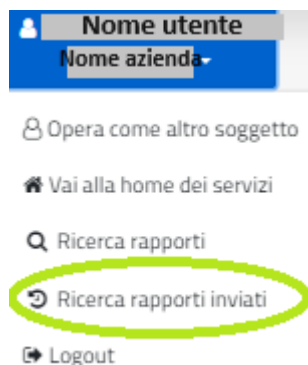 Nome utente
Nome azienda
Opera come altro soggetto
Vai alla home dei servizi
Ricerca rapporti
Ricerca rapporti inviati
Logout